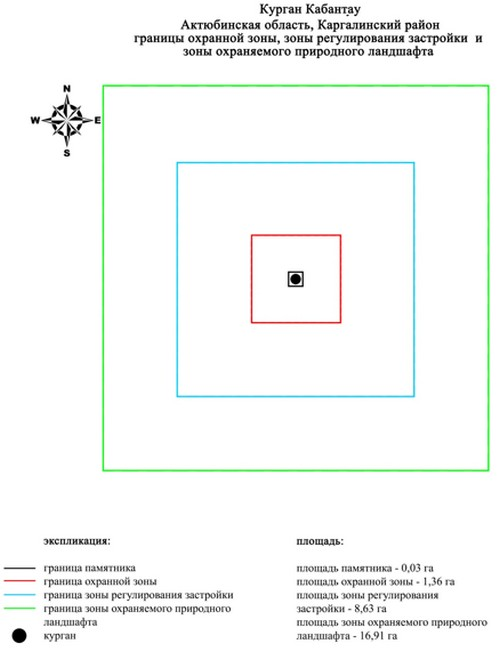 Курган Кабантау
Актюбинская область, Каргалинский район
границы охранной зоны, зоны регулирования застройки и
зоны охраняемого природного ландшафта
N
W E
S
экспликация:
граница памятника
граница охранной зоны
граница зоны регулирования застройки
граница зоны охраняемого природного
ландшафта
курган
площадь:
площадь памятника - 0,03 га
площадь охранной зоны - 1,36 га
площадь зоны регулирования
застройки - 8,63 га
площадь зоны охраняемого природного
ландшафта - 16,91 га